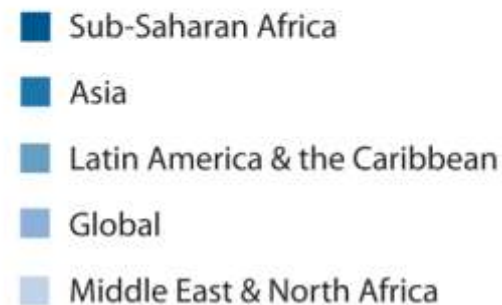 Sub-Saharan Africa
Asia
Latin America & the Caribbean
Global
Middle East & North Africa